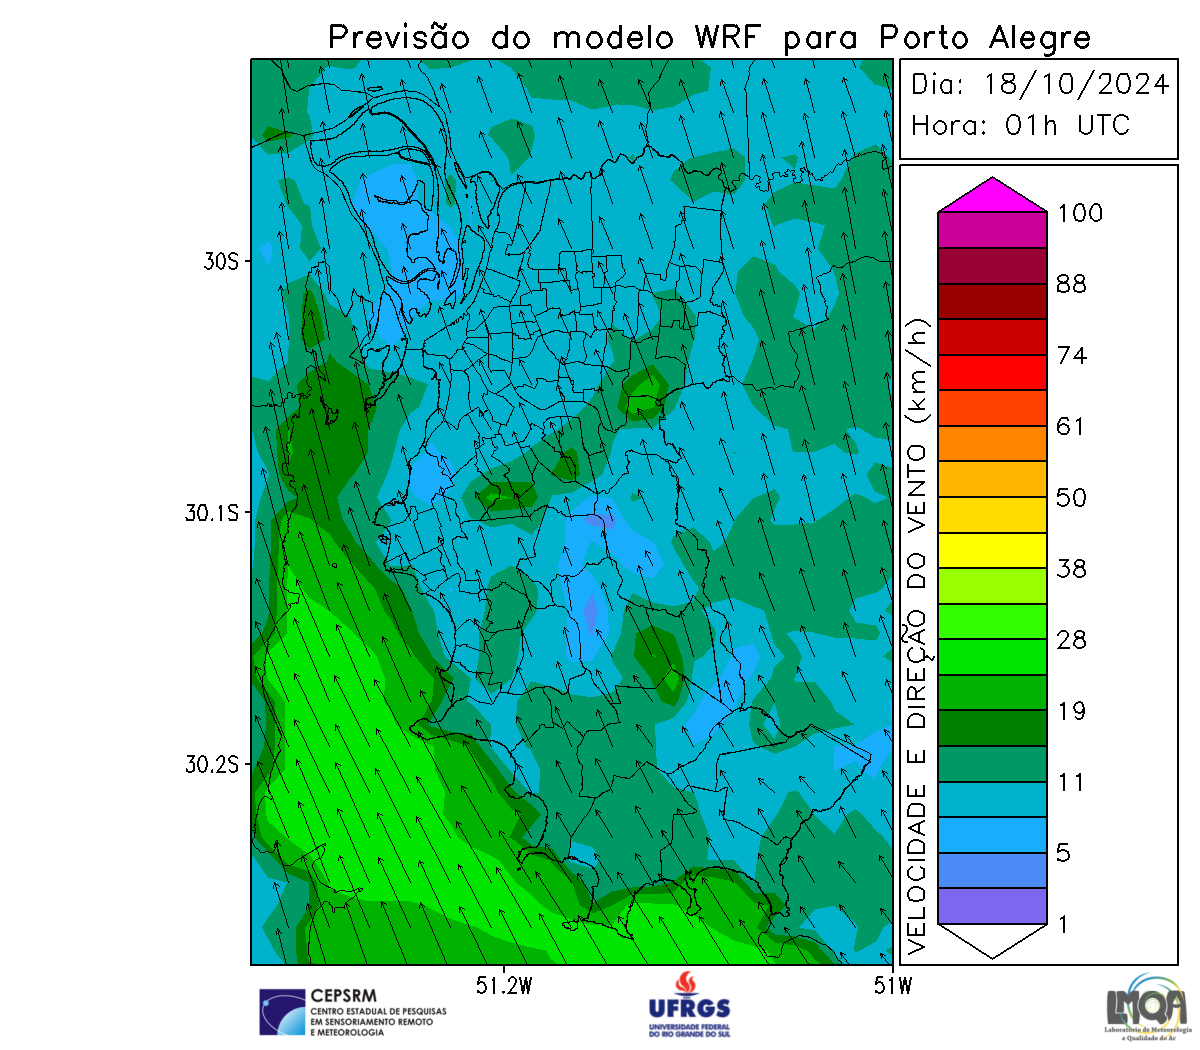 Previsão do modelo WRF para Porto Alegre
Dia: 18/10/2024
Hora: 01h UTC
30S
30.1S
30.2S
51.2W
51W
VELOCIDADE E DIREÇÃO DO VENTO (km/h)
100
88
74
61
50
38
28
19
11
5
1
CEPSRM
CENTRO ESTADUAL DE PESQUISAS
EM SENSORIAMENTO REMOTO
E METEOROLOGIA
UFRGS
UNIVERSIDADE FEDERAL
DO RIO GRANDE DO SUL
LMQA
Laboratório de Meteorologia
e Qualidade do Ar